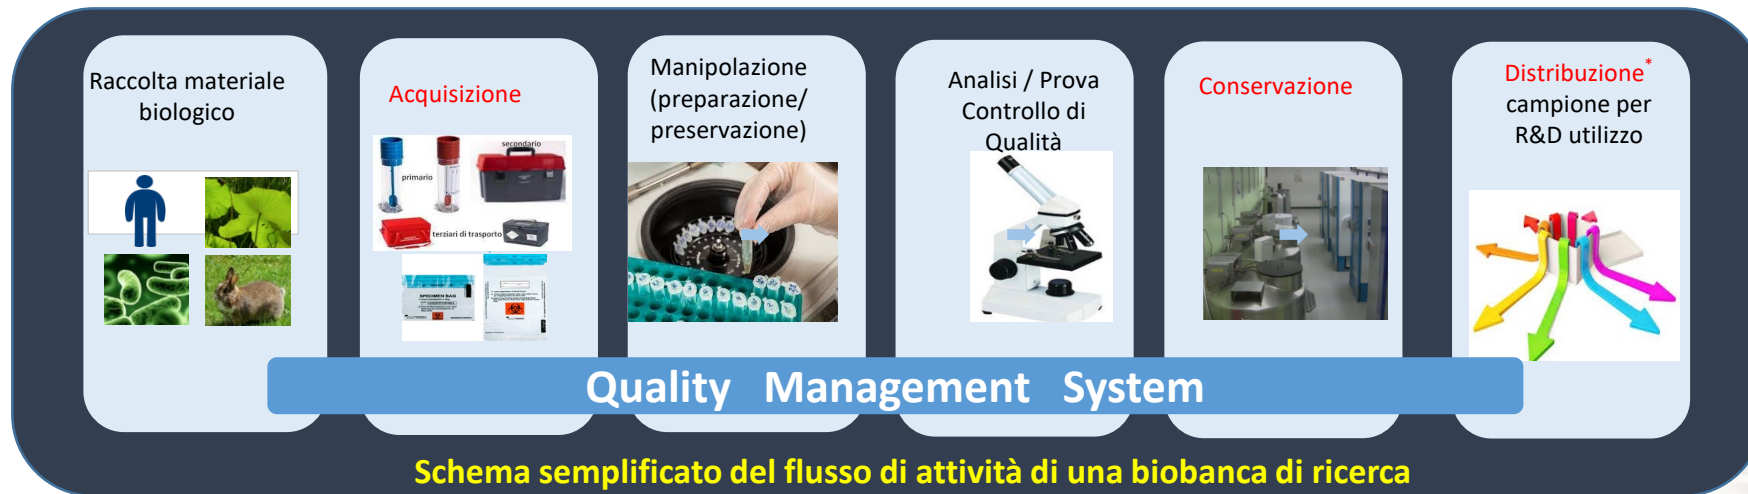 Raccolta materiale
biologico
Acquisizione
primario
secondario
terziari di trasporto
SPECIMEN BAG
Manipolazione
(preparazione/
preservazione)
Analisi / Prova
Controllo di
Qualità
Conservazione
Distribuzione*
campione per
R&D utilizzo
Quality Management System
Schema semplificato del flusso di attività di una biobanca di ricerca